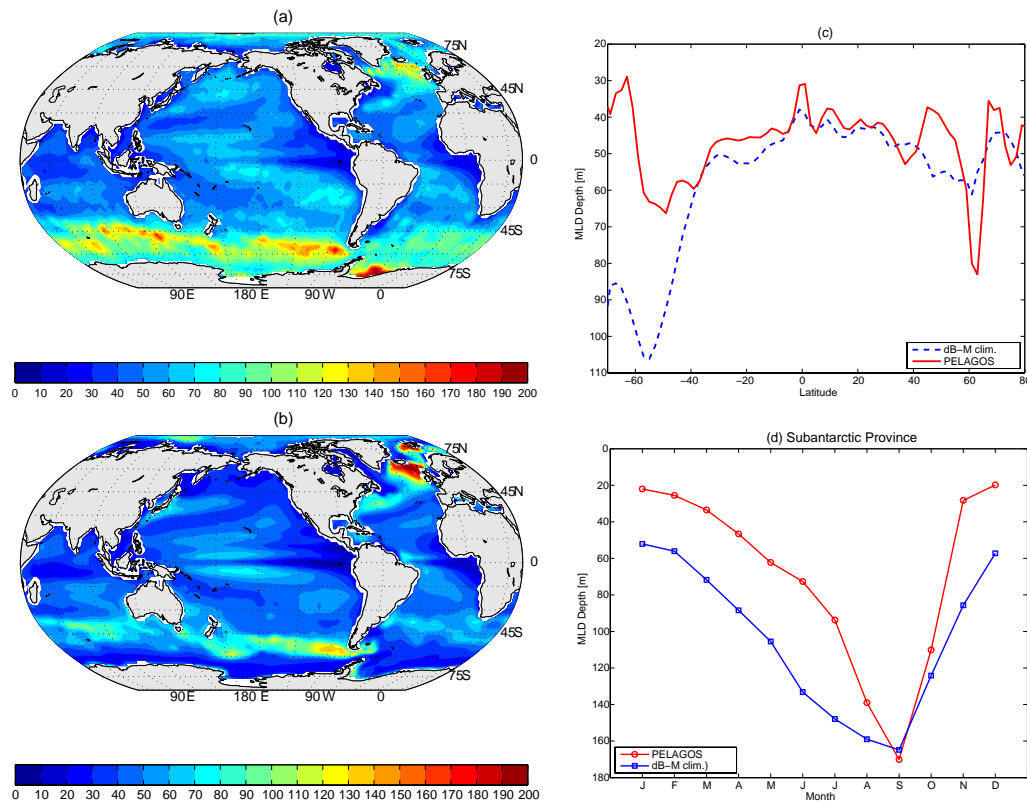 (a)
75N
45N
0
45S
75S
90E 180 E 90 W 0
0 10 20 30 40 50 60 70 80 90 100 110 120 130 140 150 160 170 180 190 200
(b)
75N
45N
0
45S
75S
90E 180 E 90 W 0
0 10 20 30 40 50 60 70 80 90 100 110 120 130 140 150 160 170 180 190 200
(c)
20
30
40
50
60
70
80
90
100
110
MLD Depth [m]
−60 −40 −20 0 20 40 60 80
Latitude
dB−M clim.
PELAGOS
(d) Subantarctic Province
0
20
40
60
80
100
120
140
160
180
MLD Depth [m]
J F M A M J J A S O N D
Month
PELAGOS
dB−M clim.)